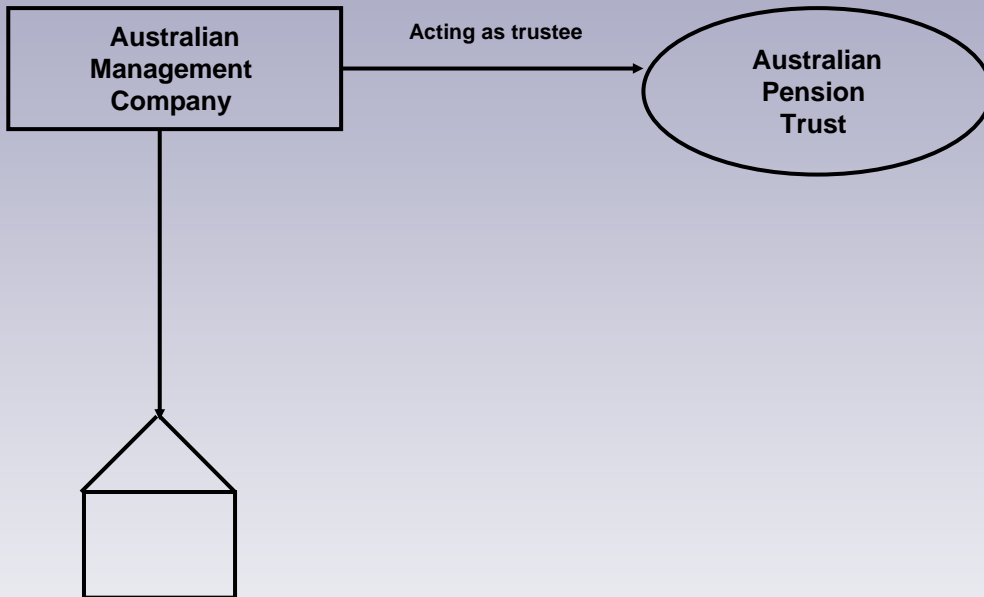 Australian
Management
Company
Acting as trustee
Australian
Pension
Trust